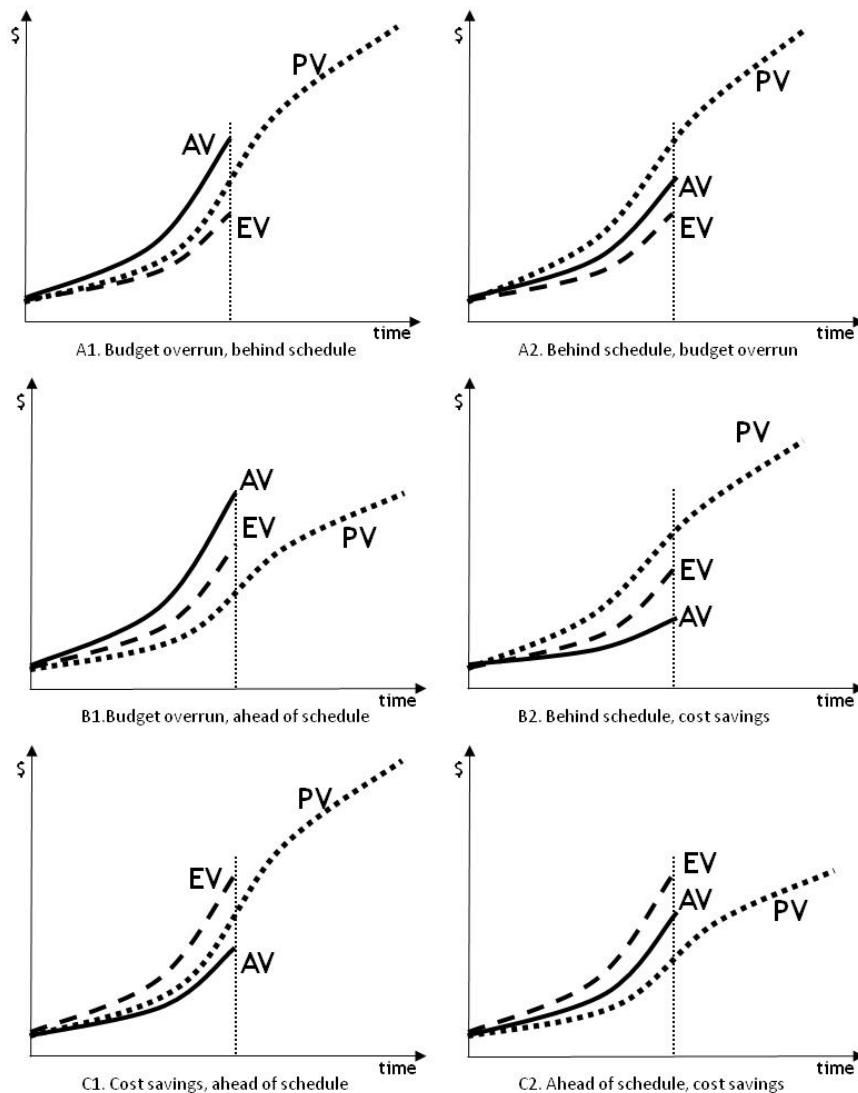 $
PV
AV
EV
time
A1. Budget overrun, behind schedule
$
PV
AV
EV
time
A2. Behind schedule, budget overrun
$
AV
EV
PV
time
B1.Budget overrun, ahead of schedule
$
PV
EV
AV
time
B2. Behind schedule, cost savings
$
PV
EV
AV
time
C1. Cost savings, ahead of schedule
$
EV
AV
PV
time
C2. Ahead of schedule, cost savings